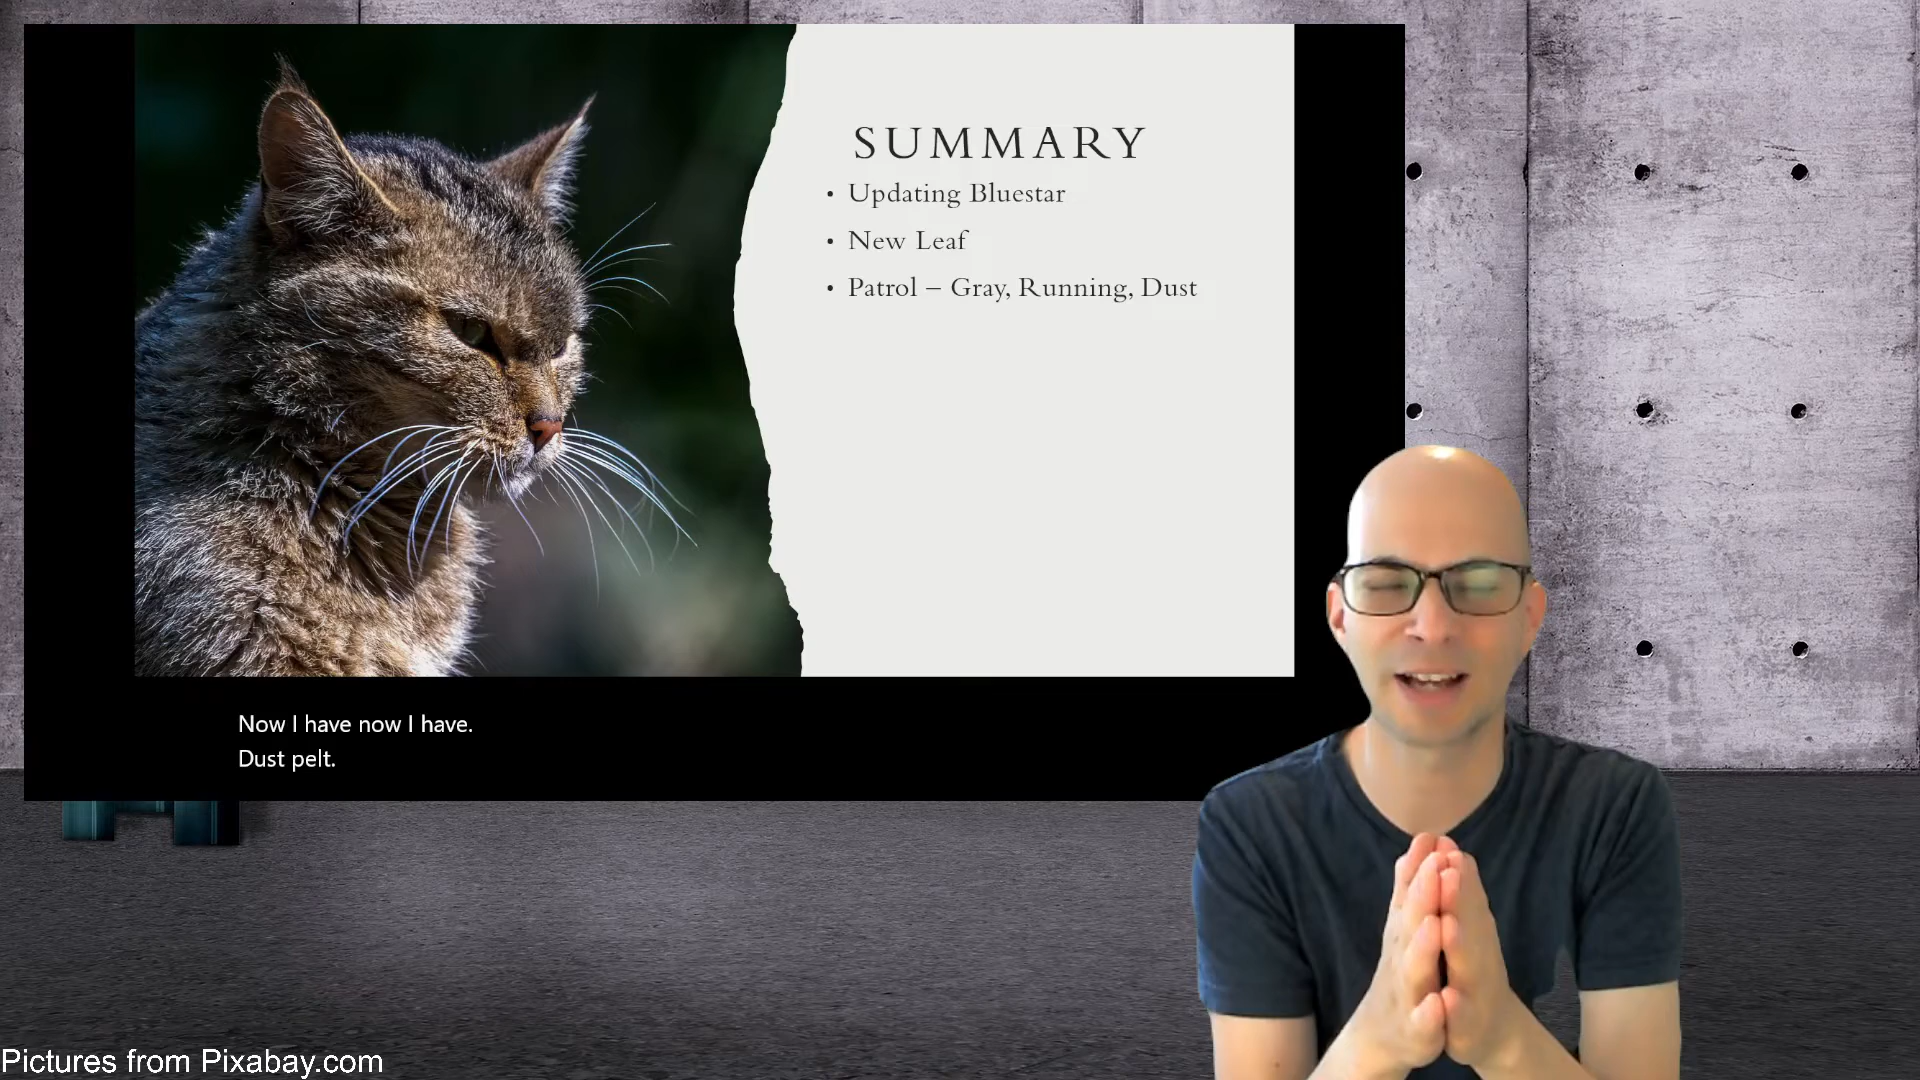 SUMMARY
• Updating Bluestar
• New Leaf
• Patrol – Gray, Running, Dust
Now I have now I have.
Dust pelt.
Pictures from Pixabay.com